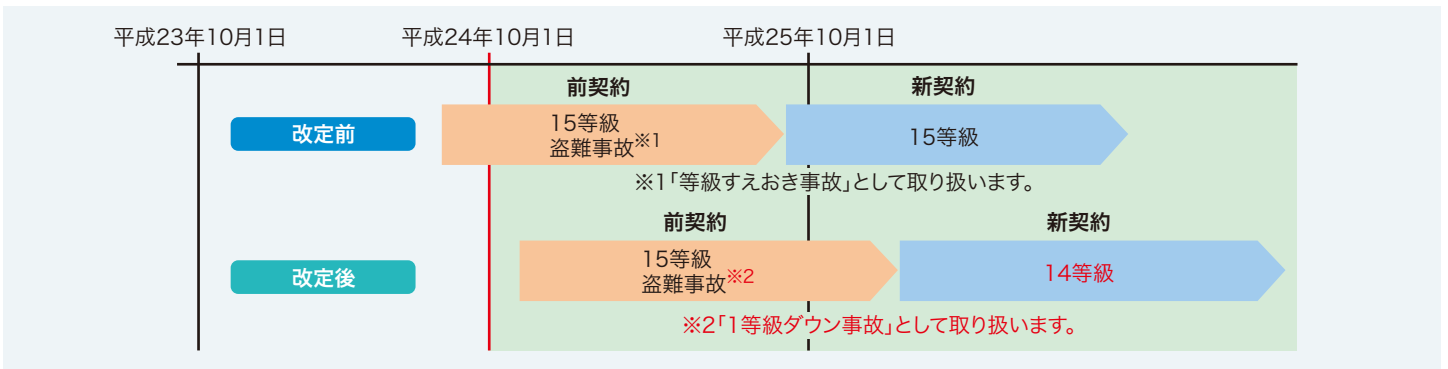 平成23年10月1日
平成24年10月1日
平成25年10月1日
前契約
新契約
改定前
15等級
盗難事故※1
15等級
※1「等級すえおき事故」として取り扱います。
前契約
新契約
改定後
15等級
盗難事故※2
14等級
※2「1等級ダウン事故」として取り扱います。